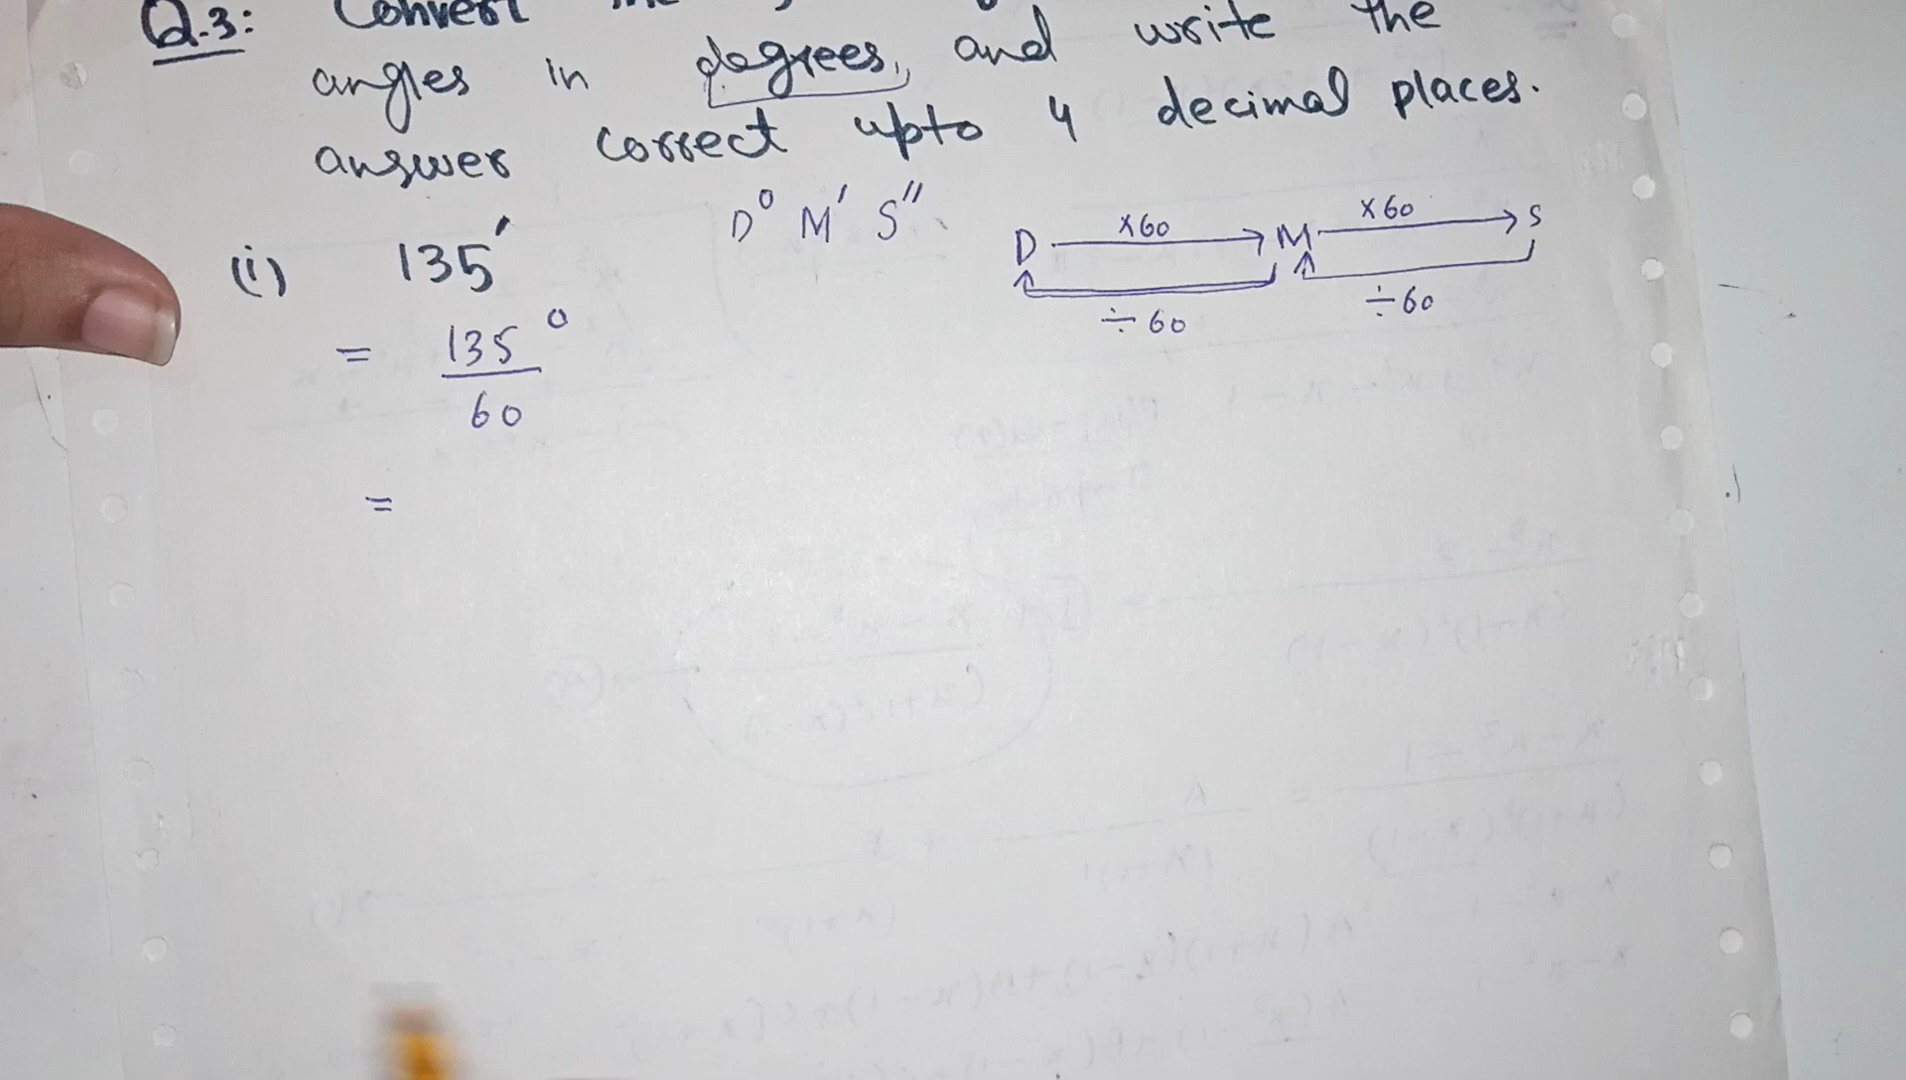 Q.3: Convert the
angles in degrees, and write the
answer correct upto 4 decimal places.
D° M' S"
D ×60 M ×60 S
÷60 ÷60
(i) 135'
= 135°
60
=